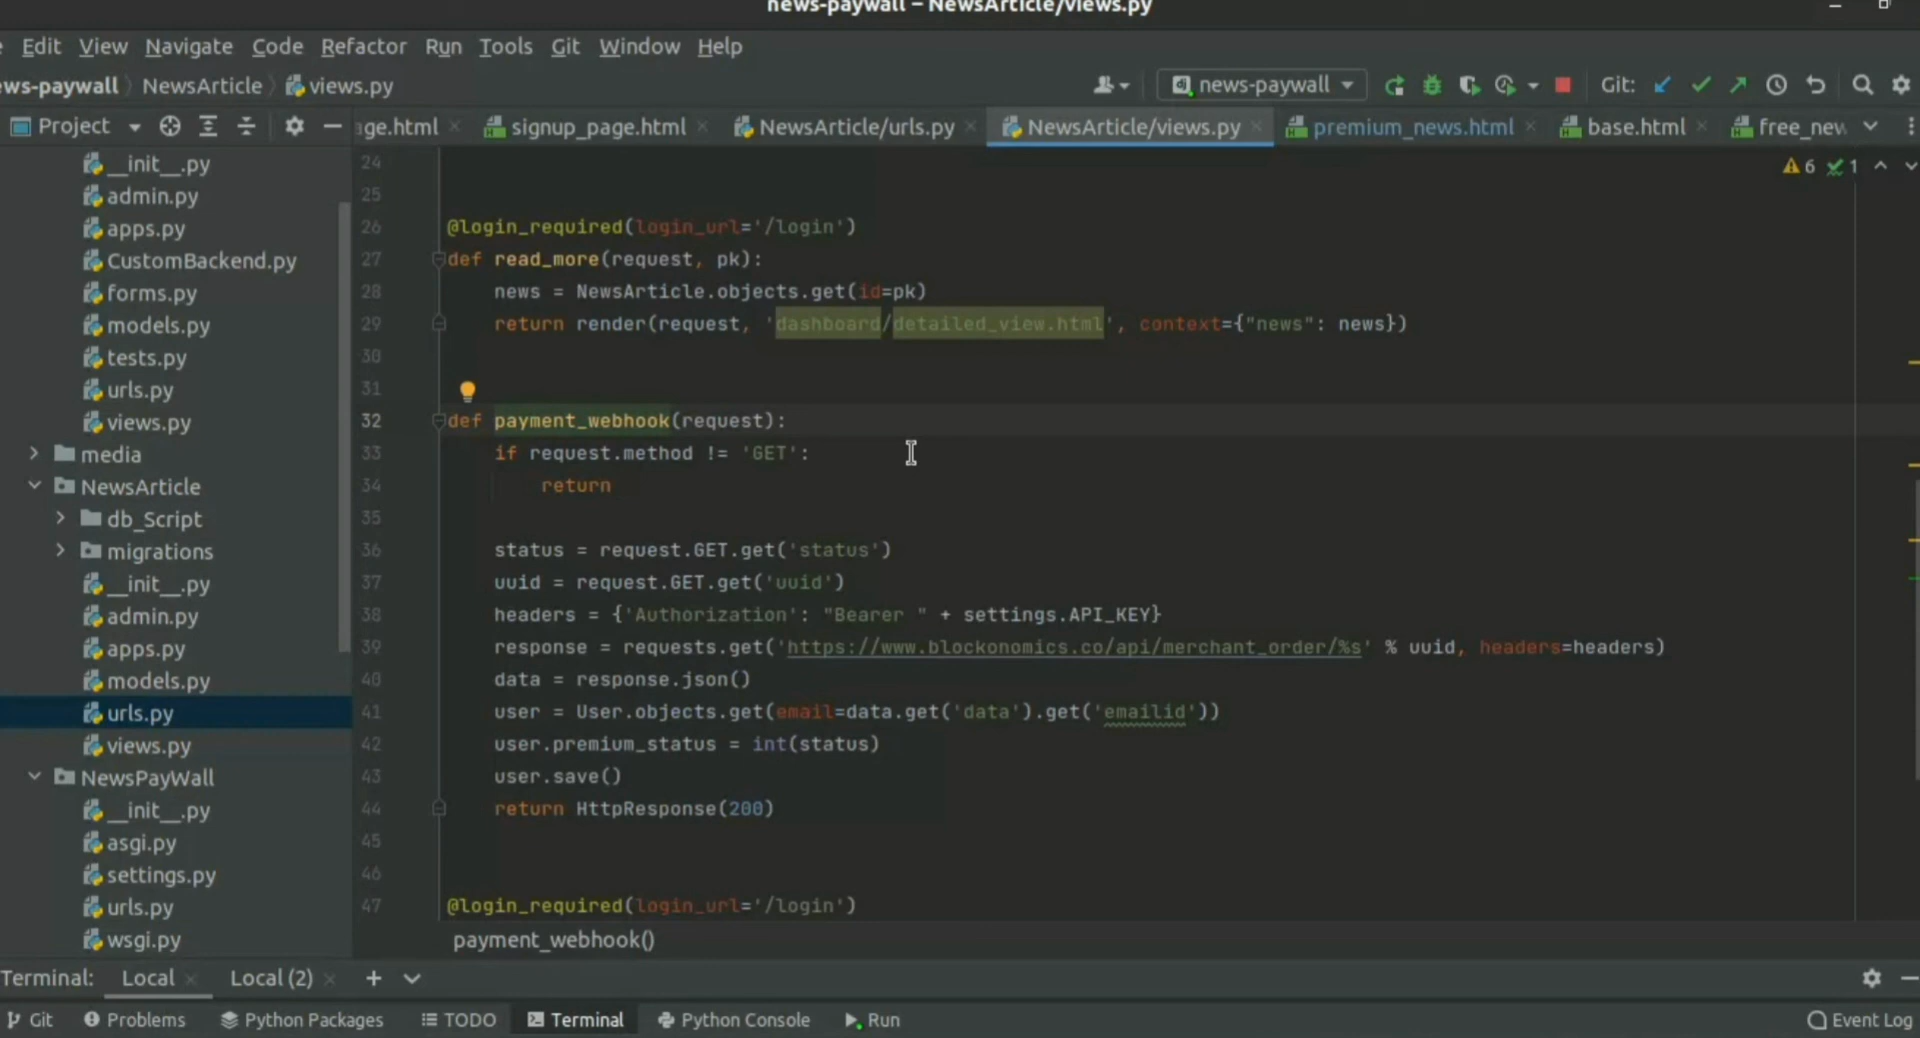 news-paywall – NewsArticle/views.py
Edit View Navigate Code Refactor Run Tools Git Window Help
ews-paywall NewsArticle views.py news-paywall Git:
Project age.html signup_page.html NewsArticle/urls.py NewsArticle/views.py premium_news.html base.html free_new
6 1
__init__.py
admin.py
apps.py
CustomBackend.py
forms.py
models.py
tests.py
urls.py
views.py
media
NewsArticle
db_Script
migrations
__init__.py
admin.py
apps.py
models.py
urls.py
views.py
NewsPayWall
__init__.py
asgi.py
settings.py
urls.py
wsgi.py
24
25
26 @login_required(login_url='/login')
27 def read_more(request, pk):
28 news = NewsArticle.objects.get(id=pk)
29 return render(request, 'dashboard/detailed_view.html', context={"news": news})
30
31
32 def payment_webhook(request):
33 if request.method != 'GET':
34 return
35
36 status = request.GET.get('status')
37 uuid = request.GET.get('uuid')
38 headers = {'Authorization': "Bearer " + settings.API_KEY}
39 response = requests.get('https://www.blockonomics.co/api/merchant_order/%s' % uuid, headers=headers)
40 data = response.json()
41 user = User.objects.get(email=data.get('data').get('emailid'))
42 user.premium_status = int(status)
43 user.save()
44 return HttpResponse(200)
45
46
47 @login_required(login_url='/login')
payment_webhook()
Terminal: Local Local (2)
Git Problems Python Packages TODO Terminal Python Console Run Event Log